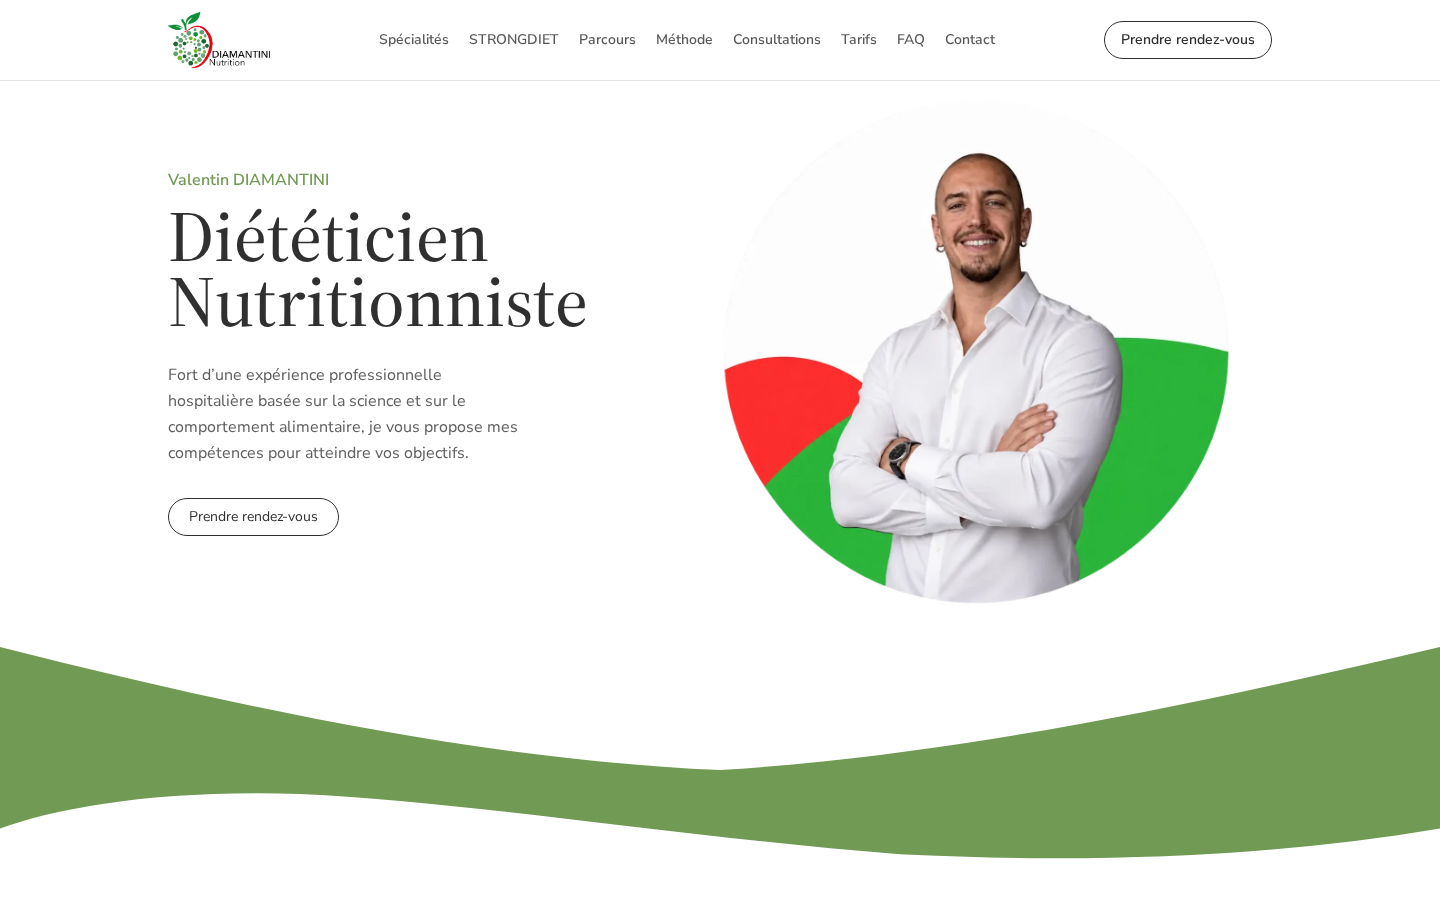 DIAMANTINI
Nutrition
Spécialités
STRONGDIET
Parcours
Méthode
Consultations
Tarifs
FAQ
Contact
Prendre rendez-vous
Valentin DIAMANTINI
Diététicien
Nutritionniste
Fort d’une expérience professionnelle
hospitalière basée sur la science et sur le
comportement alimentaire, je vous propose mes
compétences pour atteindre vos objectifs.
Prendre rendez-vous